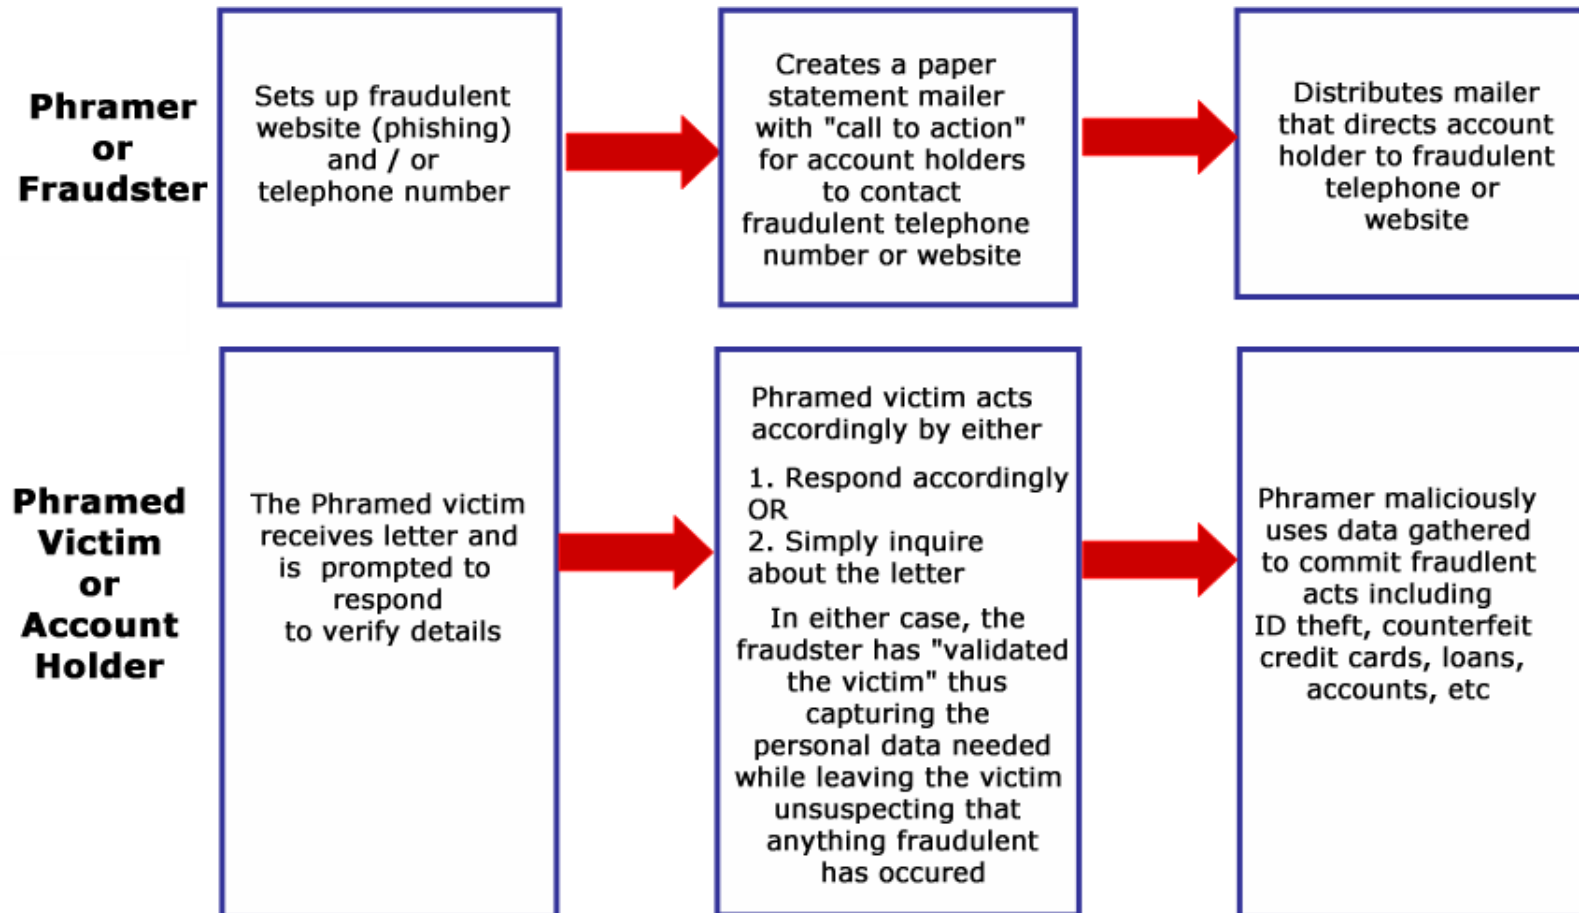 Phramer
or
Fraudster
Sets up fraudulent
website (phishing)
and / or
telephone number
Creates a paper
statement mailer
with "call to action"
for account holders
to contact
fraudulent telephone
number or website
Distributes mailer
that directs account
holder to fraudulent
telephone or
website
Phramed
Victim
or
Account
Holder
The Phramed victim
receives letter and
is prompted to
respond
to verify details
Phramed victim acts
accordingly by either
1. Respond accordingly
OR
2. Simply inquire
about the letter
In either case, the
fraudster has "validated
the victim" thus
capturing the
personal data needed
while leaving the victim
unsuspecting that
anything fraudulent
has occured
Phramer maliciously
uses data gathered
to commit fraudlent
acts including
ID theft, counterfeit
credit cards, loans,
accounts, etc